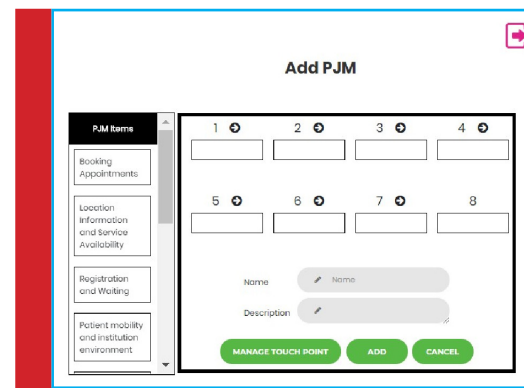 Add PJM
PJM Items
Booking
Appointments
Location
Information
and Service
Availability
Registration
and Waiting
Patient mobility
and institution
environment
1 2 3 4
5 6 7 8
Name Name
Description
MANAGE TOUCH POINT ADD CANCEL